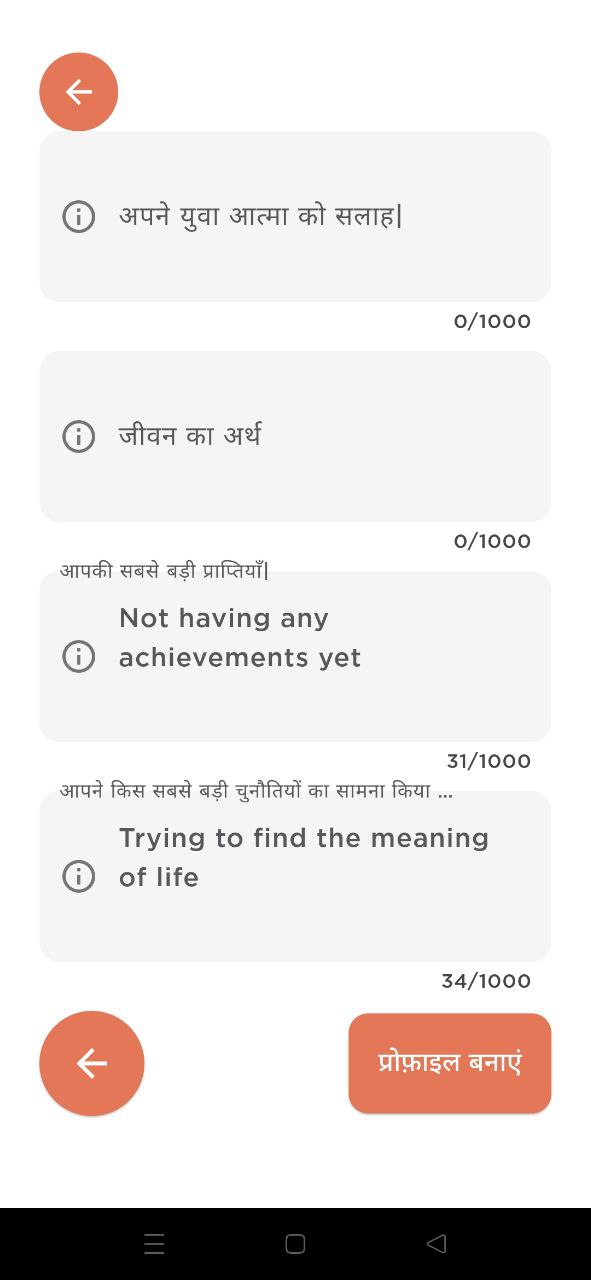 अपने युवा आत्मा को सलाह|
0/1000
जीवन का अर्थ
0/1000
आपकी सबसे बड़ी प्राप्तियाँ|
Not having any
achievements yet
31/1000
आपने किस सबसे बड़ी चुनौतियों का सामना किया ...
Trying to find the meaning
of life
34/1000
प्रोफ़ाइल बनाएं